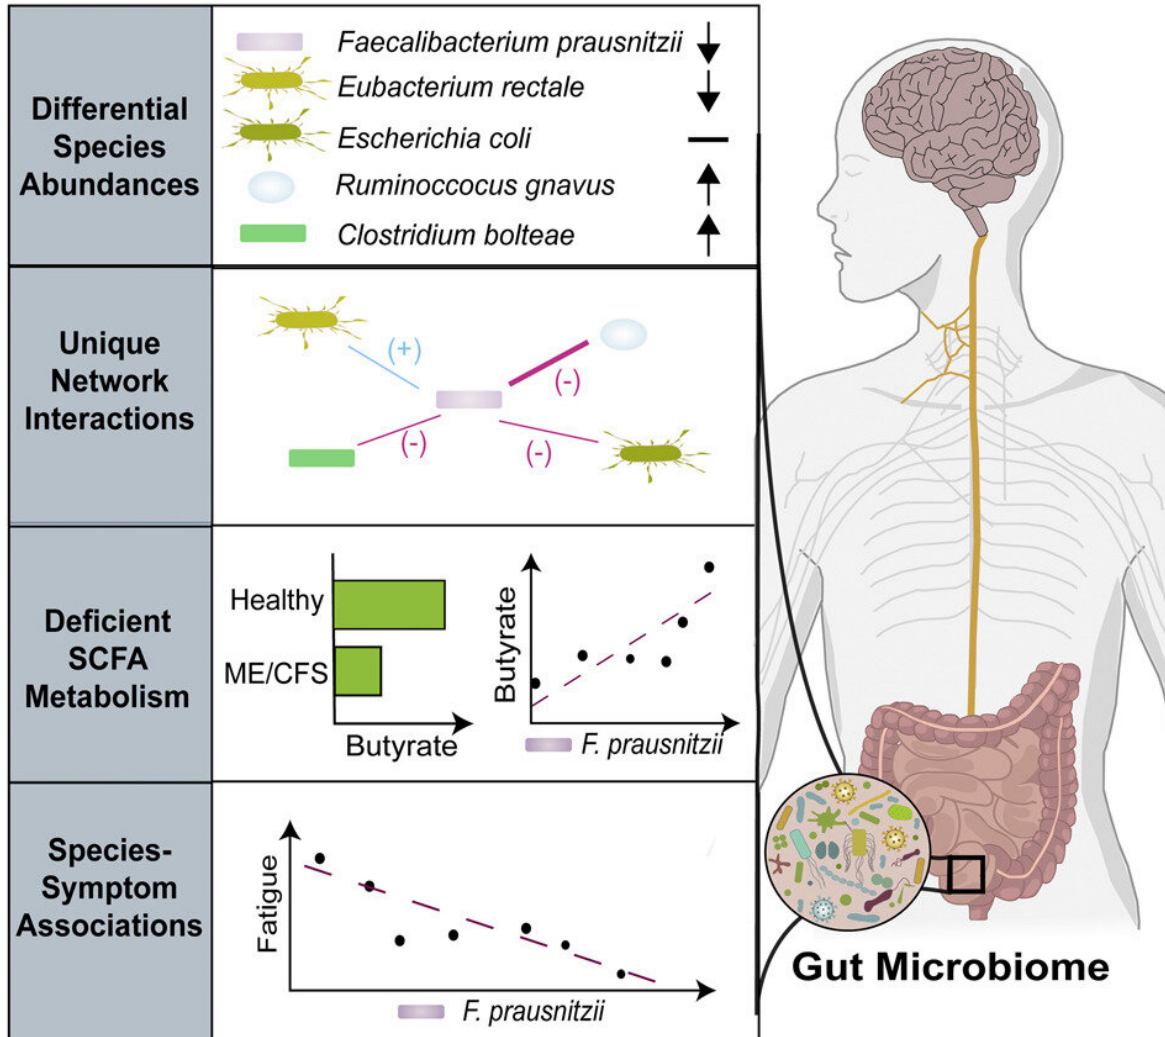 Differential
Species
Abundances
Faecalibacterium prausnitzii
Eubacterium rectale
Escherichia coli
Ruminoccocus gnavus
Clostridium bolteae
Unique
Network
Interactions
(+)
(-)
(-)
(-)
Deficient
SCFA
Metabolism
Healthy
ME/CFS
Butyrate
Butyrate
F. prausnitzii
Species-
Symptom
Associations
Fatigue
F. prausnitzii
Gut Microbiome